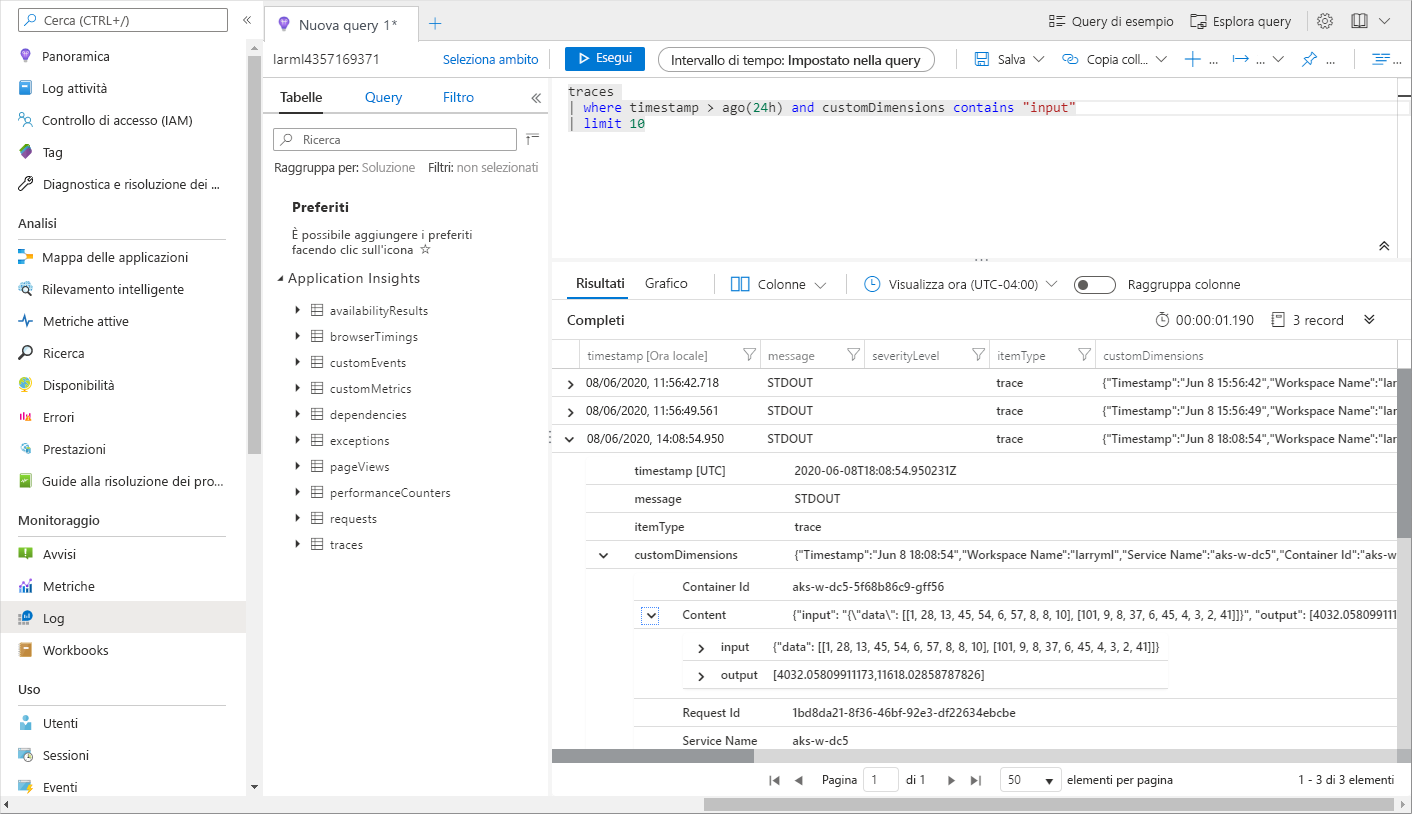 Cerca (CTRL+/)
«
Panoramica
Log attività
Controllo di accesso (IAM)
Tag
Diagnostica e risoluzione dei ...
Analisi
Mappa delle applicazioni
Rilevamento intelligente
Metriche attive
Ricerca
Disponibilità
Errori
Prestazioni
Guide alla risoluzione dei pro...
Monitoraggio
Avvisi
Metriche
Log
Workbooks
Uso
Utenti
Sessioni
Eventi
Nuova query 1*
Query di esempio
Esplora query
larml4357169371
Seleziona ambito
Esegui
Intervallo di tempo: Impostato nella query
Salva
Copia coll...
...
...
...
...
Tabelle
Query
Filtro
«
Ricerca
Raggruppa per: Soluzione
Filtri: non selezionati
Preferiti
È possibile aggiungere i preferiti
facendo clic sull'icona ☆
Application Insights
availabilityResults
browserTimings
customEvents
customMetrics
dependencies
exceptions
pageViews
performanceCounters
requests
traces
traces
| where timestamp > ago(24h) and customDimensions contains "input"
| limit 10
Risultati
Grafico
Colonne
Visualizza ora (UTC-04:00)
Raggruppa colonne
Completi
00:00:01.190
3 record
timestamp [Ora locale]
message
severityLevel
itemType
customDimensions
08/06/2020, 11:56:42.718 STDOUT trace {"Timestamp":"Jun 8 15:56:42","Workspace Name":"lar
08/06/2020, 11:56:49.561 STDOUT trace {"Timestamp":"Jun 8 15:56:49","Workspace Name":"lar
08/06/2020, 14:08:54.950 STDOUT trace {"Timestamp":"Jun 8 18:08:54","Workspace Name":"lar
timestamp [UTC] 2020-06-08T18:08:54.950231Z
message STDOUT
itemType trace
customDimensions {"Timestamp":"Jun 8 18:08:54","Workspace Name":"larryml","Service Name":"aks-w-dc5","Container Id":"aks-w
Container Id aks-w-dc5-5f68b86c9-gff56
Content {"input": "{\"data\": [[1, 28, 13, 45, 54, 6, 57, 8, 8, 10], [101, 9, 8, 37, 6, 45, 4, 3, 2, 41]]}", "output": [4032.058099111
input {"data": [[1, 28, 13, 45, 54, 6, 57, 8, 8, 10], [101, 9, 8, 37, 6, 45, 4, 3, 2, 41]]}
output [4032.05809911173,11618.02858787826]
Request Id 1bd8da21-8f36-46bf-92e3-df22634ebcbe
Service Name aks-w-dc5
Pagina 1 di 1
50 elementi per pagina
1 - 3 di 3 elementi